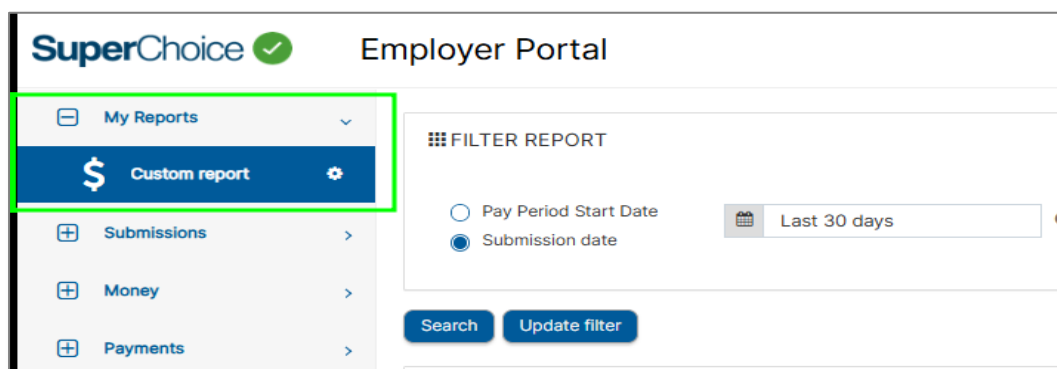 SuperChoice
Employer Portal
My Reports
$ Custom report
Submissions
Money
Payments
FILTER REPORT
Pay Period Start Date
Submission date
Last 30 days
Search
Update filter